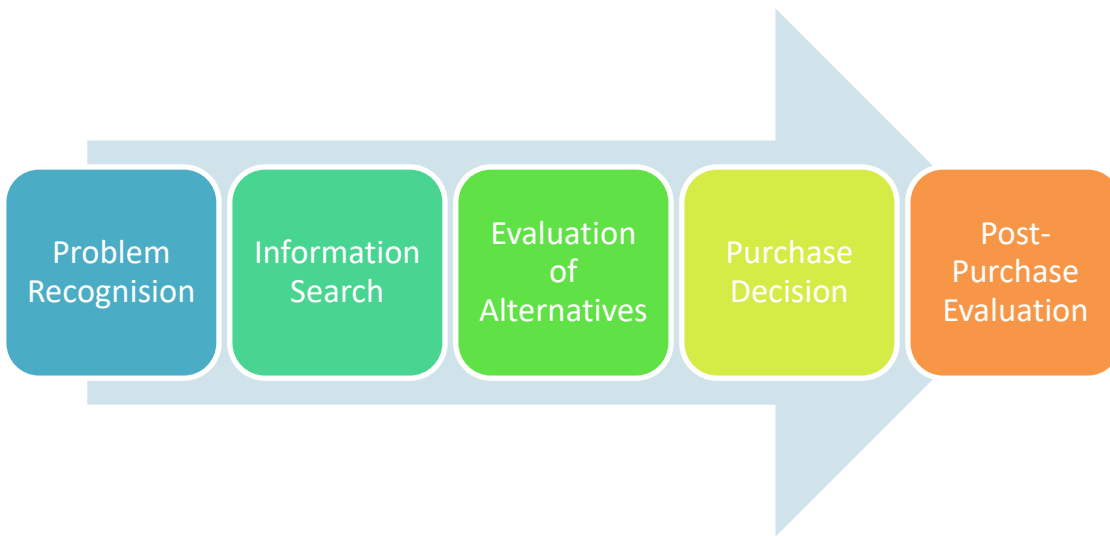 Problem
Recognision
Information
Search
Evaluation
of
Alternatives
Purchase
Decision
Post-
Purchase
Evaluation